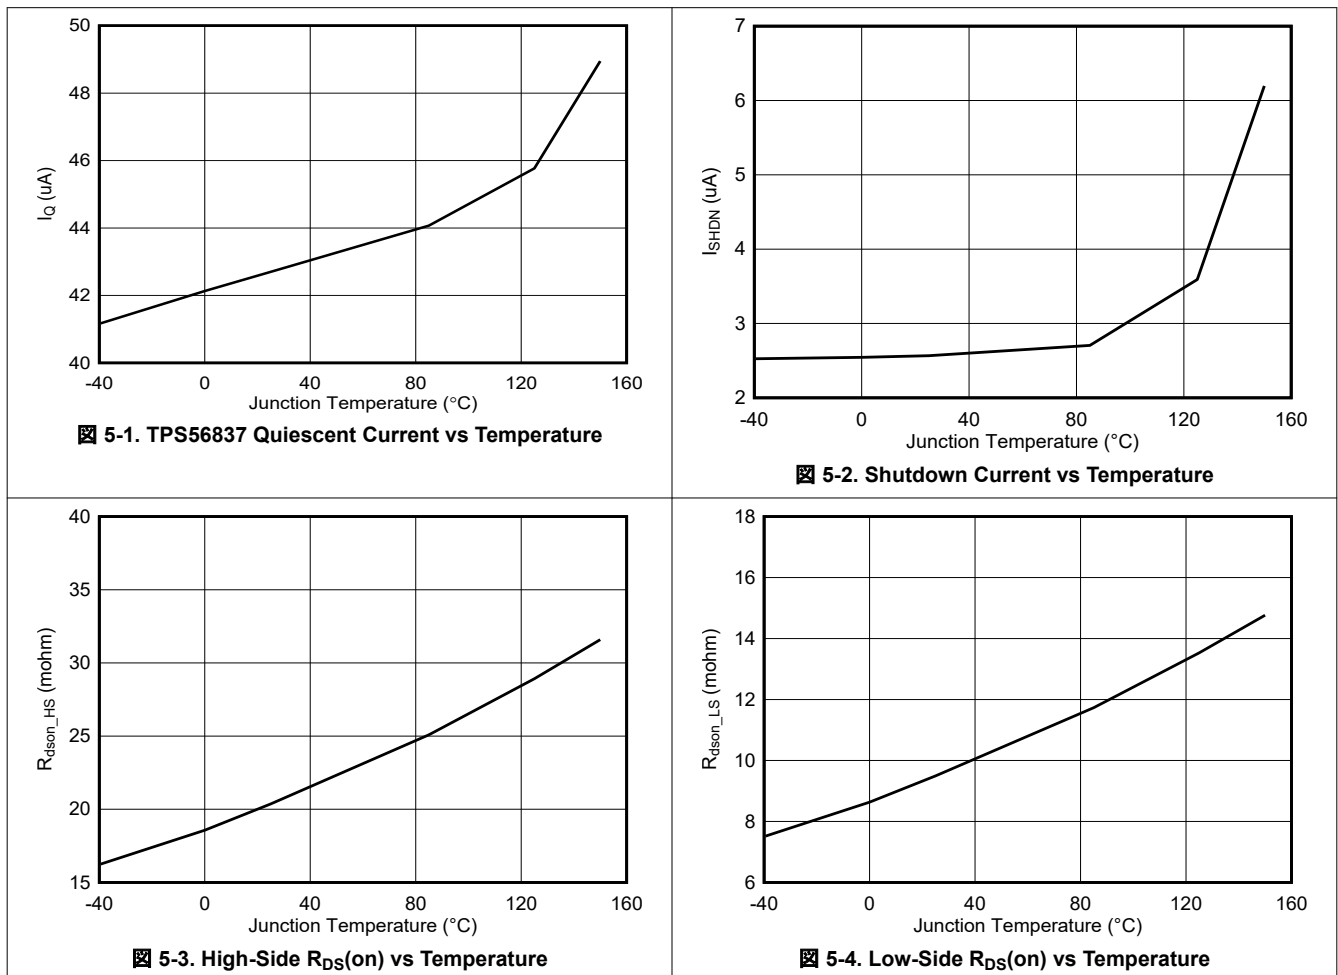 50
48
46
44
42
40
I_Q (uA)
-40 0 40 80 120 160
Junction Temperature (°C)
図 5-1. TPS56837 Quiescent Current vs Temperature
7
6
5
4
3
2
I_SHDN (uA)
-40 0 40 80 120 160
Junction Temperature (°C)
図 5-2. Shutdown Current vs Temperature
40
35
30
25
20
15
R_dson_HS (mohm)
-40 0 40 80 120 160
Junction Temperature (°C)
図 5-3. High-Side R_DS(on) vs Temperature
18
16
14
12
10
8
6
R_dson_LS (mohm)
-40 0 40 80 120 160
Junction Temperature (°C)
図 5-4. Low-Side R_DS(on) vs Temperature